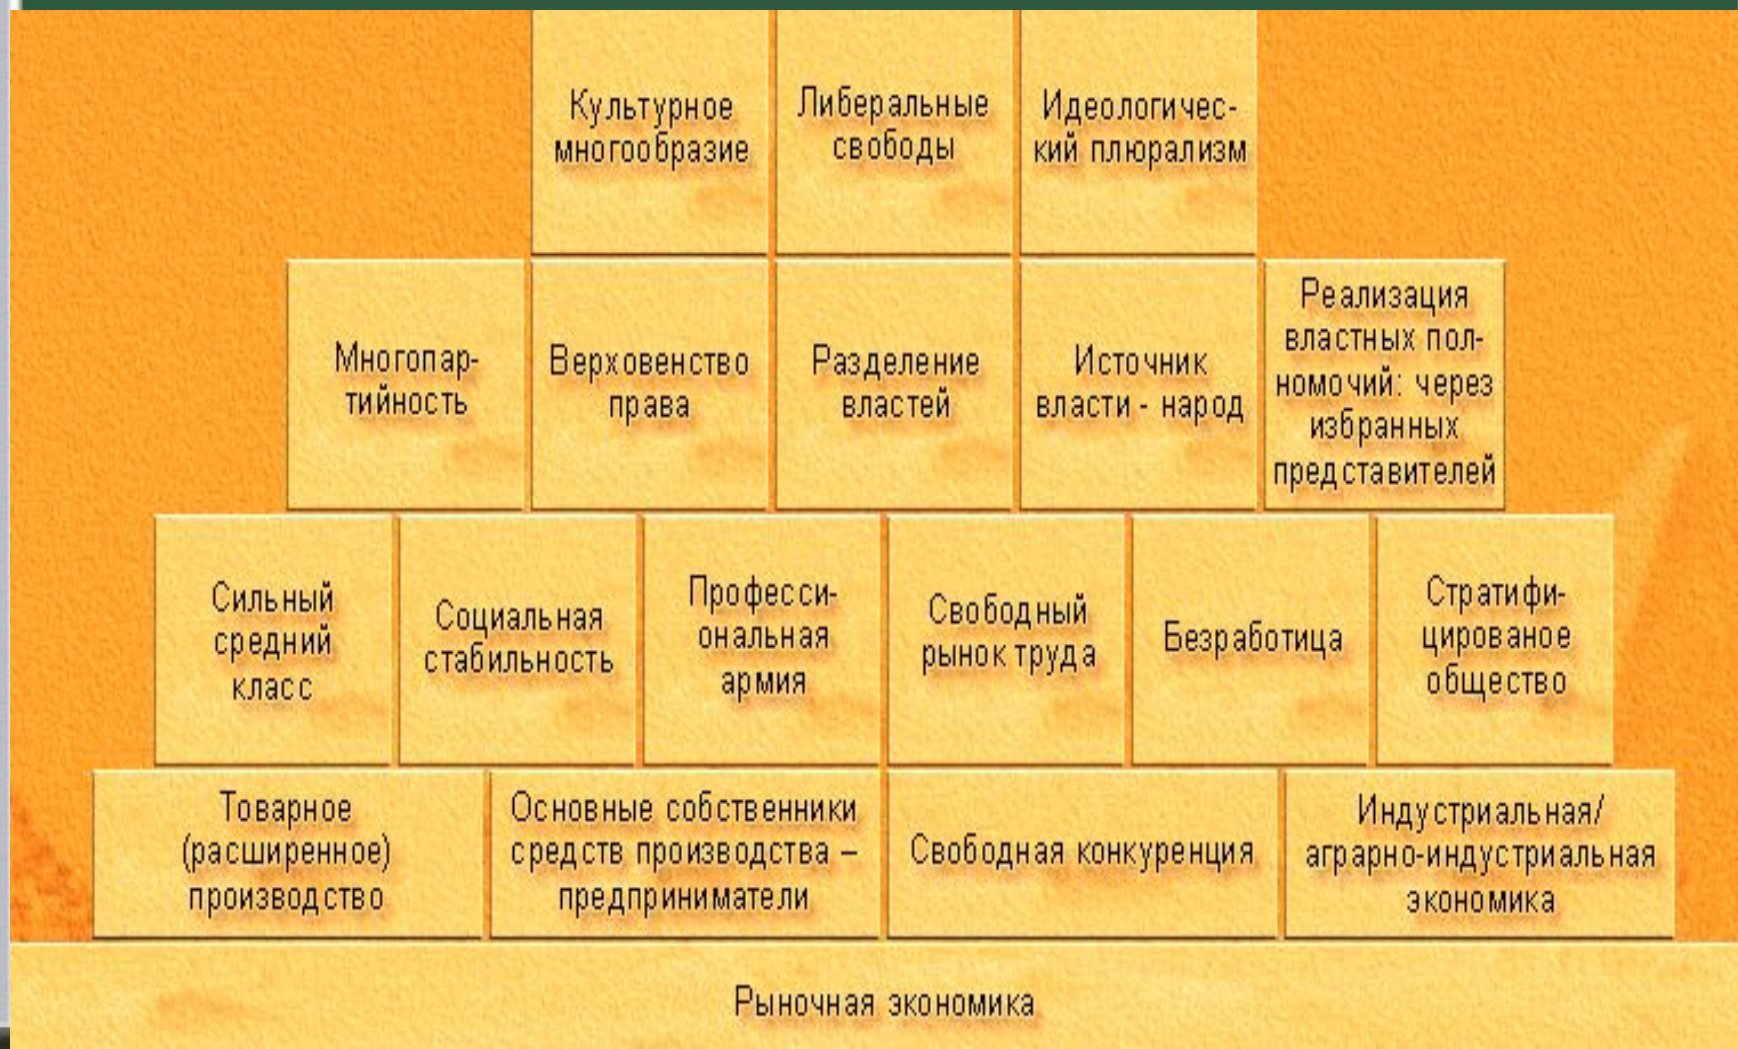 Культурное
многообразие
Либеральные
свободы
Идеологичес-
кий плюрализм
Многопар-
тийность
Верховенство
права
Разделение
властей
Источник
власти - народ
Реализация
властных пол-
номочий: через
избранных
представителей
Сильный
средний
класс
Социальная
стабильность
Професси-
ональная
армия
Свободный
рынок труда
Безработица
Стратифи-
цированое
общество
Товарное
(расширенное)
производство
Основные собственники
средств производства –
предприниматели
Свободная конкуренция
Индустриальная/
аграрно-индустриальная
экономика
Рыночная экономика